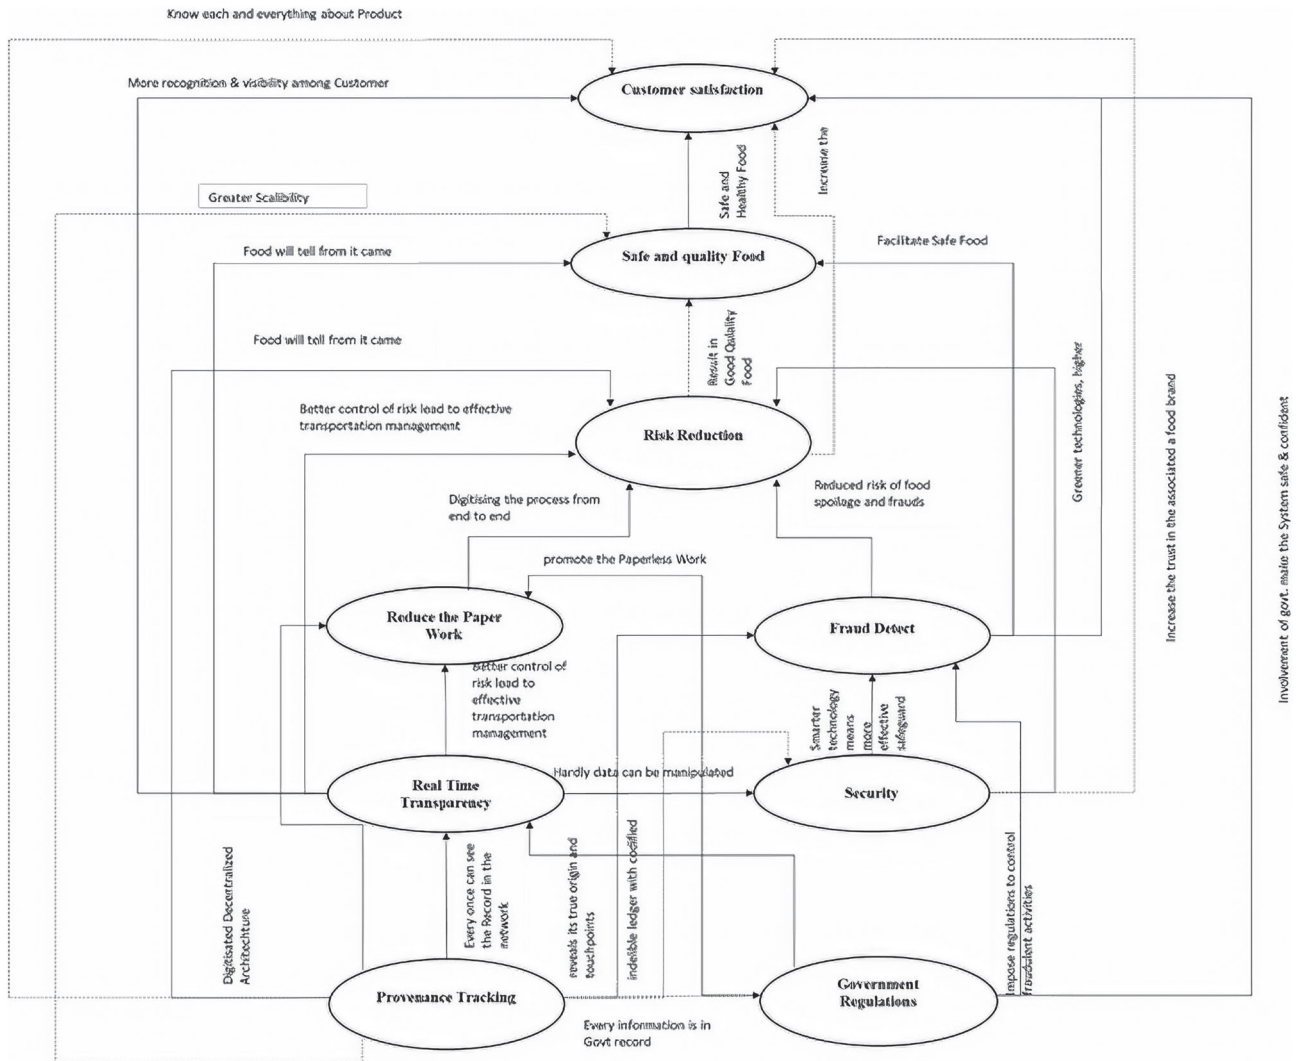 Know each and everything about Product
More recognition & visibility among Customer
Customer satisfaction
Increase the
Safe and
Healthy Food
Greater Scalibility
Food will tell from it came
Safe and quality Food
Facilitate Safe Food
Food will tell from it came
Result in
Good Quality
Food
Greener technologies, higher
Increase the trust in the associated a food brand
Involvement of govt. make the System safe & confident
Better control of risk lead to effective
transportation management
Risk Reduction
Digitising the process from
end to end
Reduced risk of food
spoilage and frauds
promote the Paperless Work
Reduce the Paper
Work
Fraud Detect
Better control of
risk lead to
effective
transportation
management
Smarter
technology
means
more
effective
safeguard
Real Time
Transparency
Hardly data can be manipulated
Security
Digitisated Decentralized
Architechture
Every once can see
the Record in the
network
reveals its true origin and
touchpoints
indelible ledger with codified
Impose regulations to control
fraudulent activities
Provenance Tracking
Government
Regulations
Every information is in
Govt record